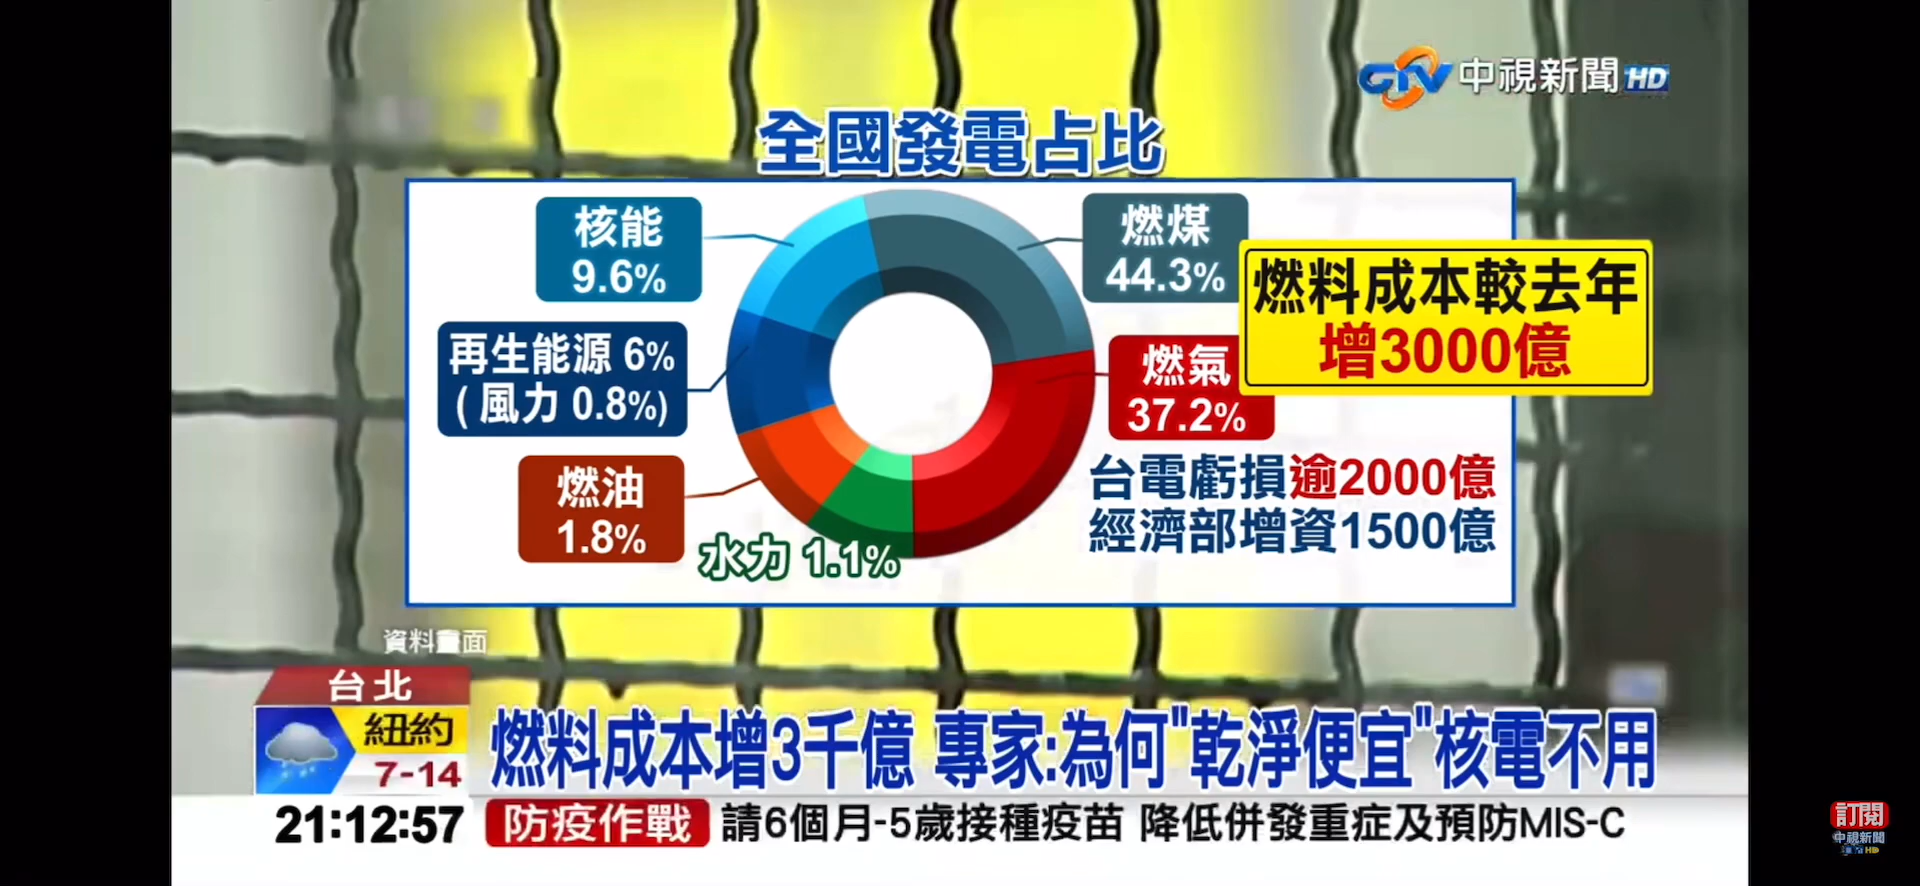 CTV 中視新聞HD
全國發電占比
核能
9.6%
燃煤
44.3%
燃料成本較去年
增3000億
再生能源 6%
(風力 0.8%)
燃氣
37.2%
燃油
1.8%
水力 1.1%
台電虧損逾2000億
經濟部增資1500億
資料畫面
台北
紐約
7-14
燃料成本增3千億 專家:為何"乾淨便宜"核電不用
21:12:57
防疫作戰 請6個月-5歲接種疫苗 降低併發重症及預防MIS-C
訂閱
中視新聞
HD